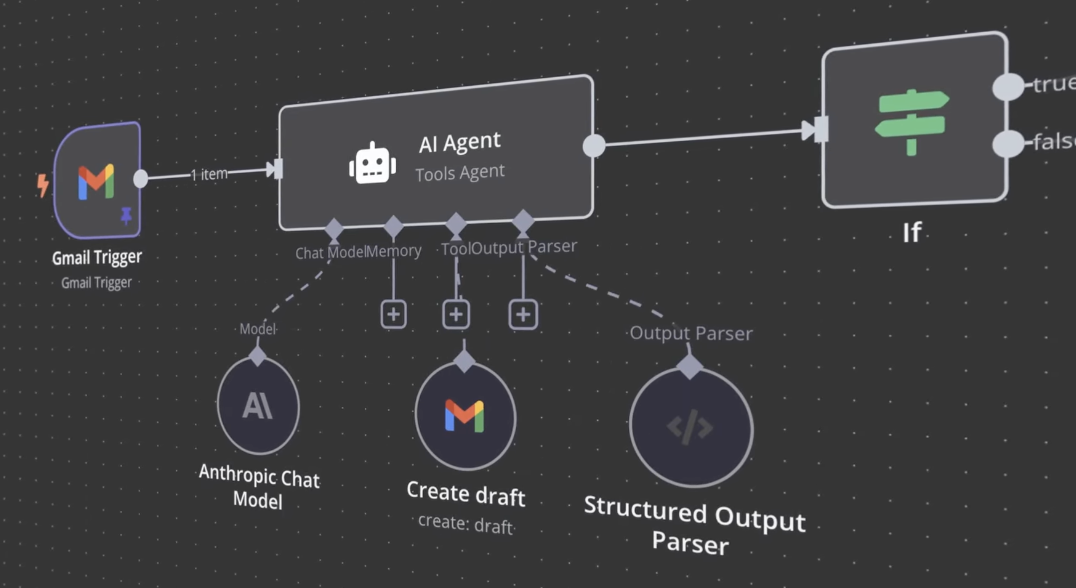 1 item
Gmail Trigger
Gmail Trigger
AI Agent
Tools Agent
Chat Model
Memory
Tool
Output Parser
Model
Anthropic Chat
Model
Create draft
create: draft
Output Parser
Structured Output
Parser
true
false
If